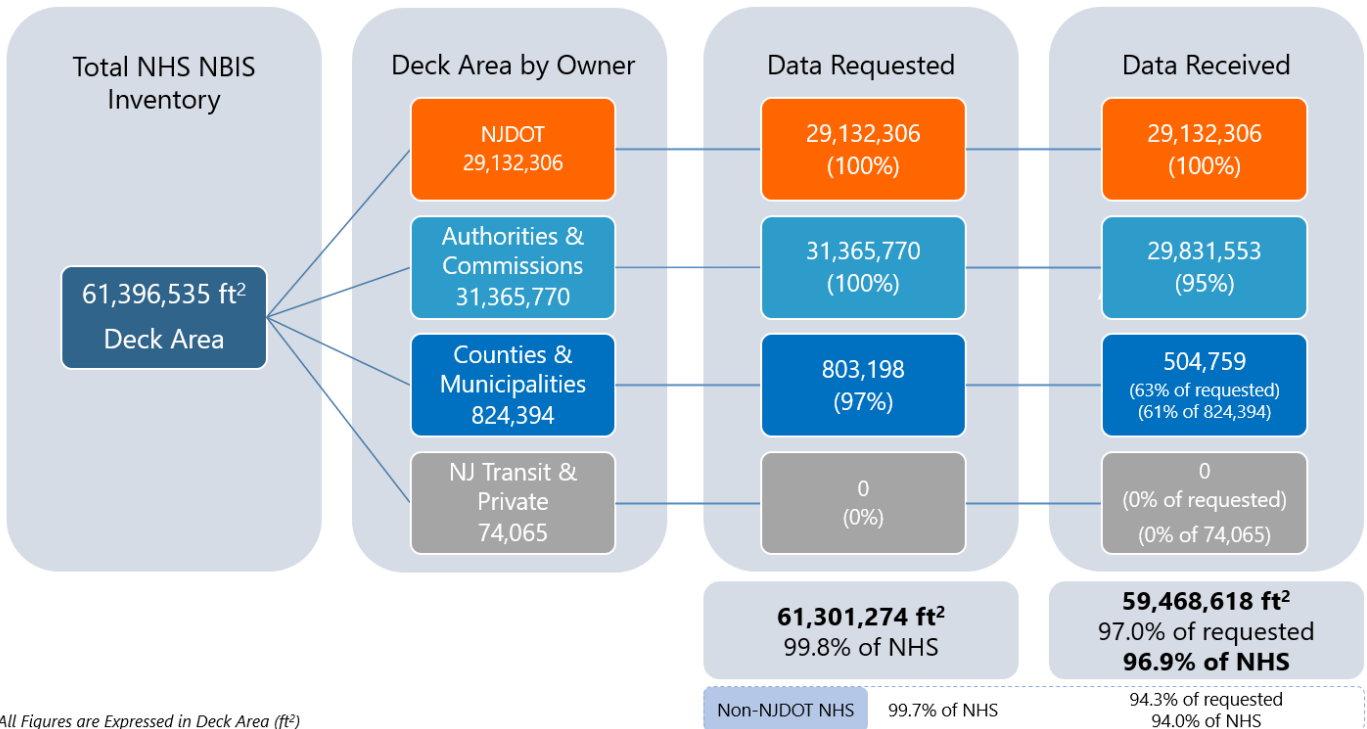 Total NHS NBIS
Inventory
61,396,535 ft²
Deck Area
Deck Area by Owner
NJDOT
29,132,306
Authorities &
Commissions
31,365,770
Counties &
Municipalities
824,394
NJ Transit &
Private
74,065
Data Requested
29,132,306
(100%)
31,365,770
(100%)
803,198
(97%)
0
(0%)
61,301,274 ft²
99.8% of NHS
Data Received
29,132,306
(100%)
29,831,553
(95%)
504,759
(63% of requested)
(61% of 824,394)
0
(0% of requested)
(0% of 74,065)
59,468,618 ft²
97.0% of requested
96.9% of NHS
Non-NJDOT NHS
99.7% of NHS
94.3% of requested
94.0% of NHS
All Figures are Expressed in Deck Area (ft²)